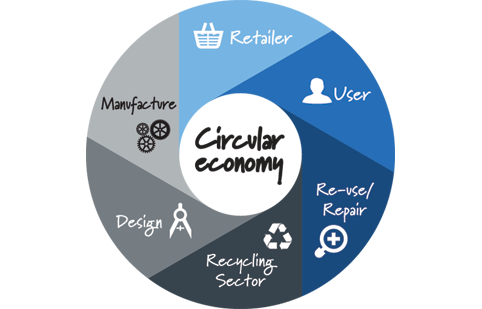 Retailer
User
Re-use/
Repair
Recycling
Sector
Design
Manufacture
Circular
economy